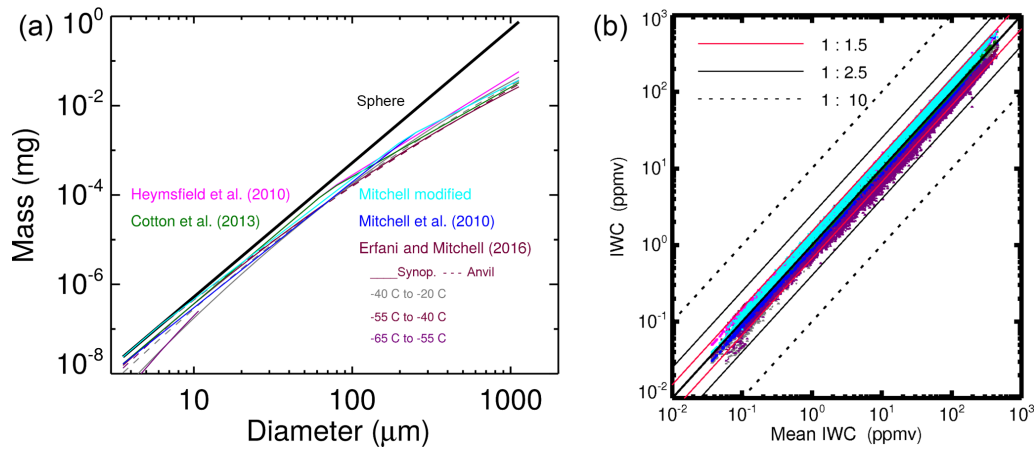 (a)
10^0
10^-2
10^-4
10^-6
10^-8
Mass (mg)
Sphere
Heymsfield et al. (2010)
Mitchell modified
Cotton et al. (2013)
Mitchell et al. (2010)
Erfani and Mitchell (2016)
____Synop. - - - Anvil
-40 C to -20 C
-55 C to -40 C
-65 C to -55 C
10 100 1000
Diameter (μm)
(b)
10^3
10^2
10^1
10^0
10^-1
10^-2
IWC (ppmv)
1 : 1.5
1 : 2.5
1 : 10
10^-2 10^-1 10^0 10^1 10^2 10^3
Mean IWC (ppmv)